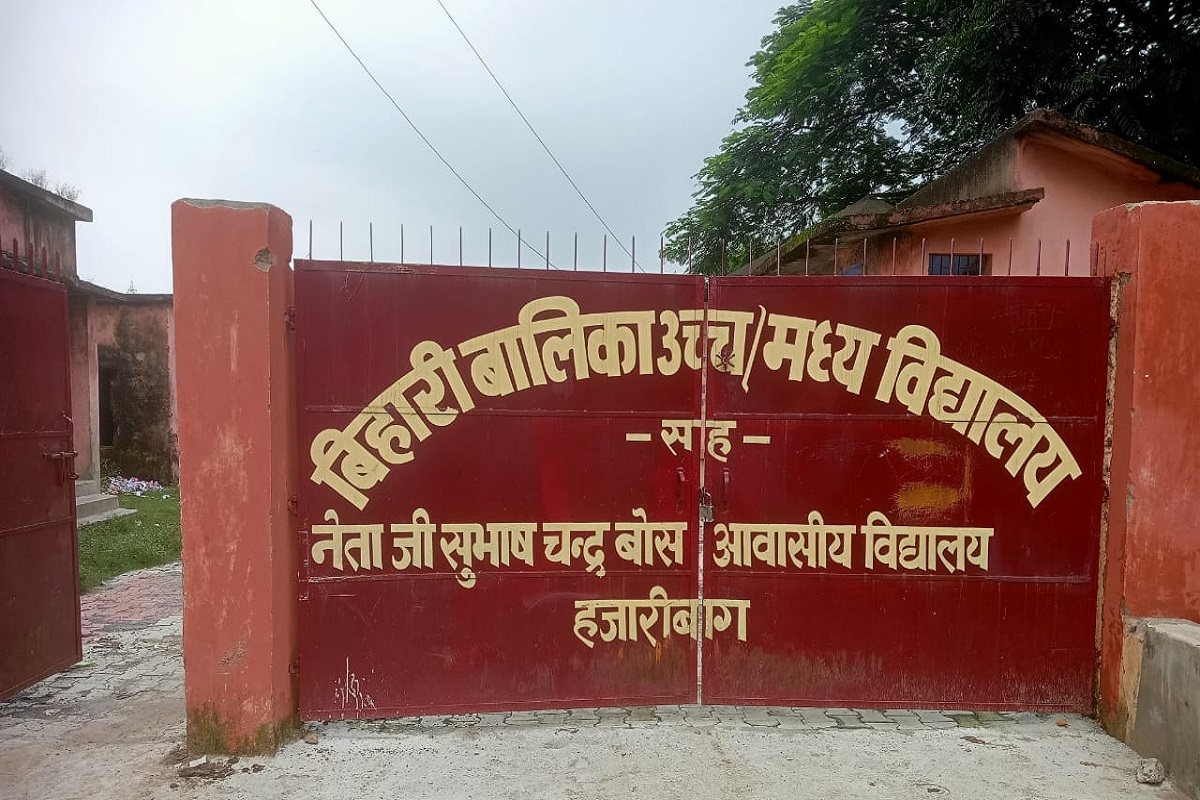 बिहारी बालिका उच्च/मध्य विद्यालय
– सह –
नेता जी सुभाष चन्द्र बोस आवासीय विद्यालय
हजारीबाग